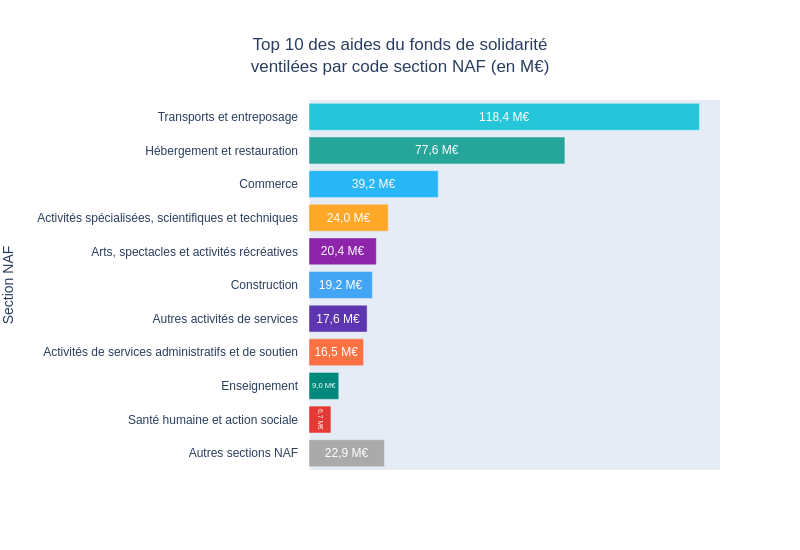 Top 10 des aides du fonds de solidarité
ventilées par code section NAF (en M€)
Section NAF
Transports et entreposage 118,4 M€
Hébergement et restauration 77,6 M€
Commerce 39,2 M€
Activités spécialisées, scientifiques et techniques 24,0 M€
Arts, spectacles et activités récréatives 20,4 M€
Construction 19,2 M€
Autres activités de services 17,6 M€
Activités de services administratifs et de soutien 16,5 M€
Enseignement 9,0 M€
Santé humaine et action sociale 6,7 M€
Autres sections NAF 22,9 M€